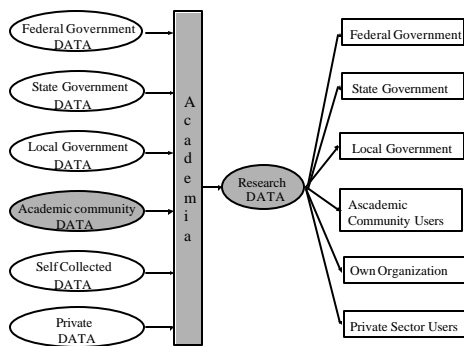 Federal Government
DATA
State Government
DATA
Local Government
DATA
Academic community
DATA
Self Collected
DATA
Private
DATA
A
c
a
d
e
m
i
a
Research
DATA
Federal Government
State Government
Local Government
Ascademic
Community Users
Own Organization
Private Sector Users